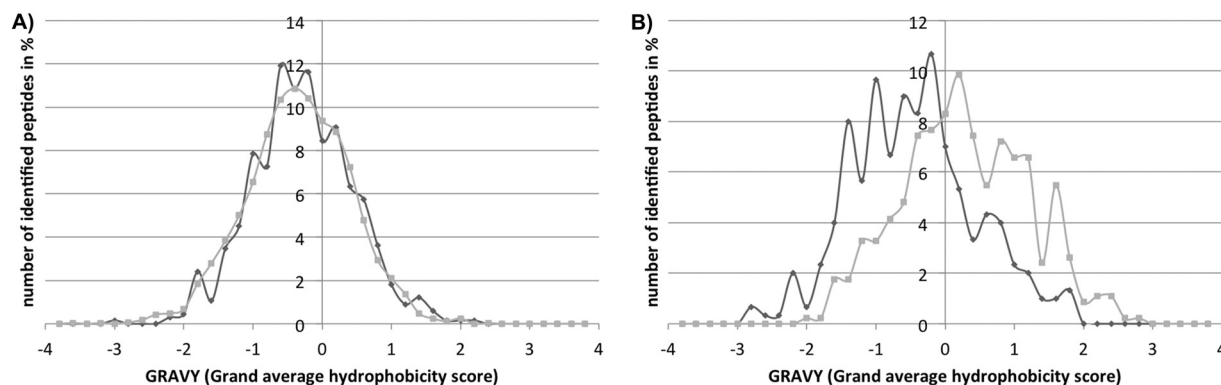 A)
number of identified peptides in %
14
12
10
8
6
4
2
0
-4 -3 -2 -1 0 1 2 3 4
GRAVY (Grand average hydrophobicity score)
B)
number of identified peptides in %
12
10
8
6
4
2
0
-4 -3 -2 -1 0 1 2 3 4
GRAVY (Grand average hydrophobicity score)